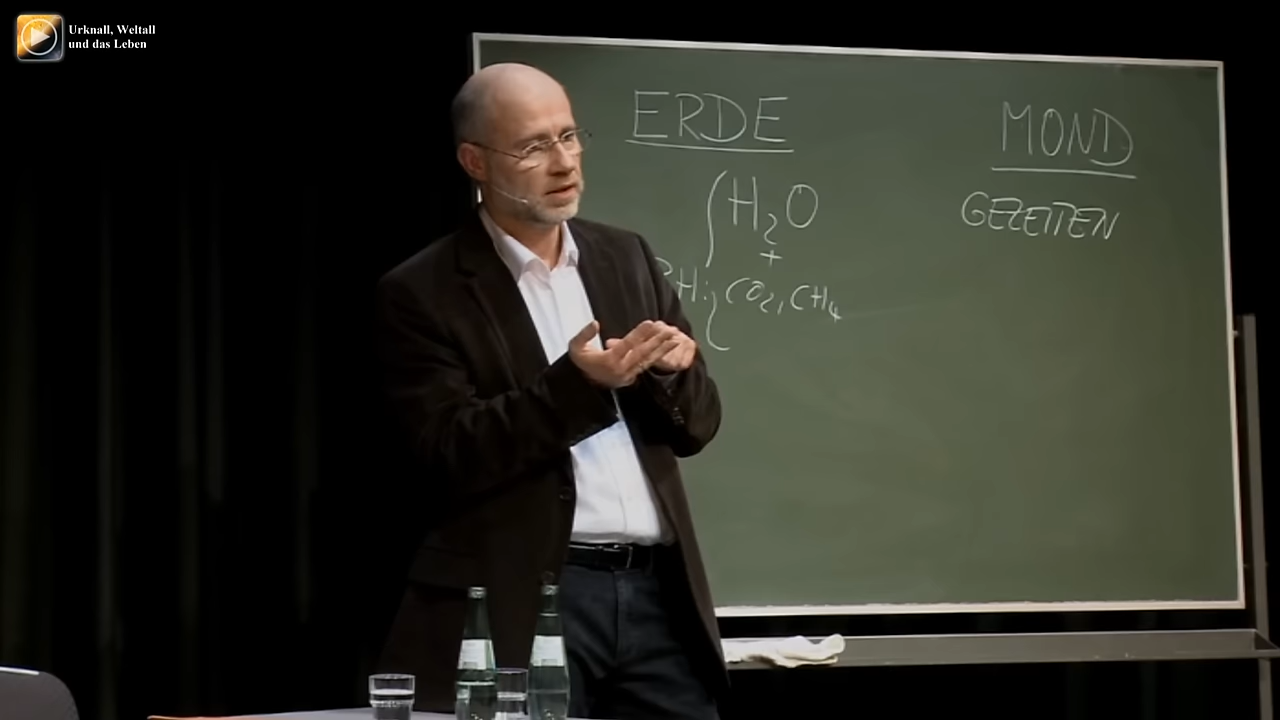 Urknall, Weltall
und das Leben
ERDE
H₂O
+
CO₂, CH₄
MOND
GEZEITEN